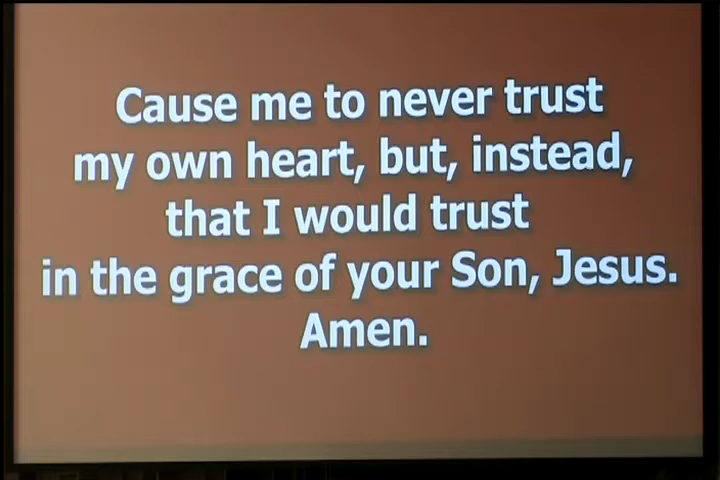 Cause me to never trust
my own heart, but, instead,
that I would trust
in the grace of your Son, Jesus.
Amen.